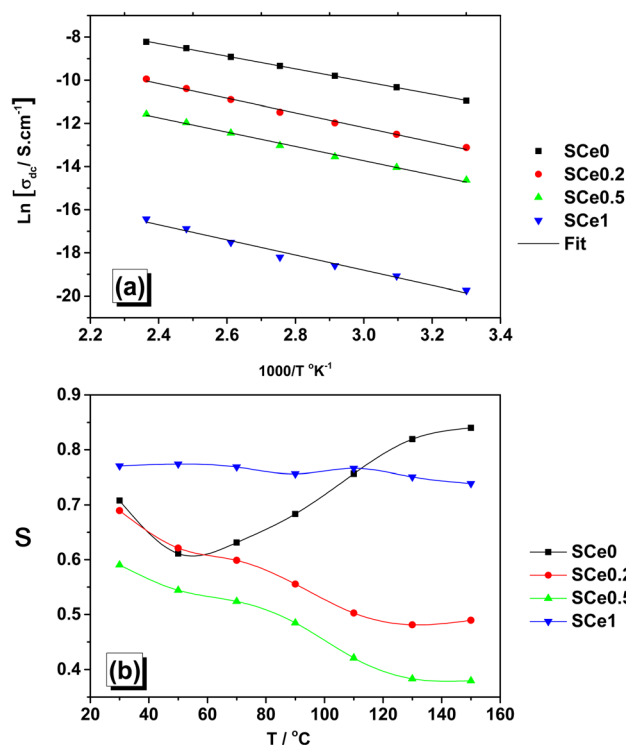 -8
-10
-12
-14
-16
-18
-20
Ln [ σdc / S.cm-1]
(a)
2.2 2.4 2.6 2.8 3.0 3.2 3.4
1000/T oK-1
SCe0
SCe0.2
SCe0.5
SCe1
Fit
0.9
0.8
0.7
0.6
0.5
0.4
S
(b)
20 40 60 80 100 120 140 160
T / oC
SCe0
SCe0.2
SCe0.5
SCe1